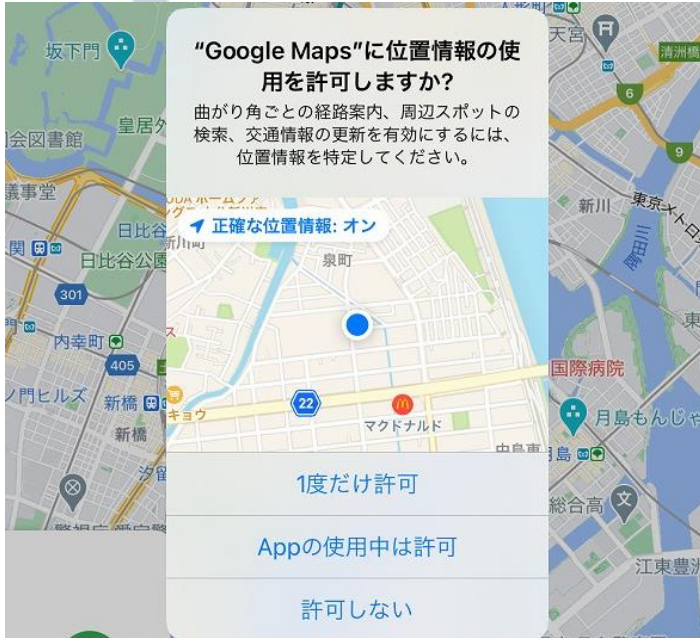 “Google Maps”に位置情報の使
用を許可しますか?
曲がり角ごとの経路案内、周辺スポットの
検索、交通情報の更新を有効にするには、
位置情報を特定してください。
正確な位置情報: オン
泉町
22
マクドナルド
1度だけ許可
Appの使用中は許可
許可しない
坂下門
皇居外
会図書館
議事堂
日比谷
関
日比谷公園
301
内幸町
405
新橋
新橋
汐留
天宮
清洲橋
6
9
新川
東京メトロ
隅田川
国際病院
月島もんじゃ
月島
総合高
江東豊洲